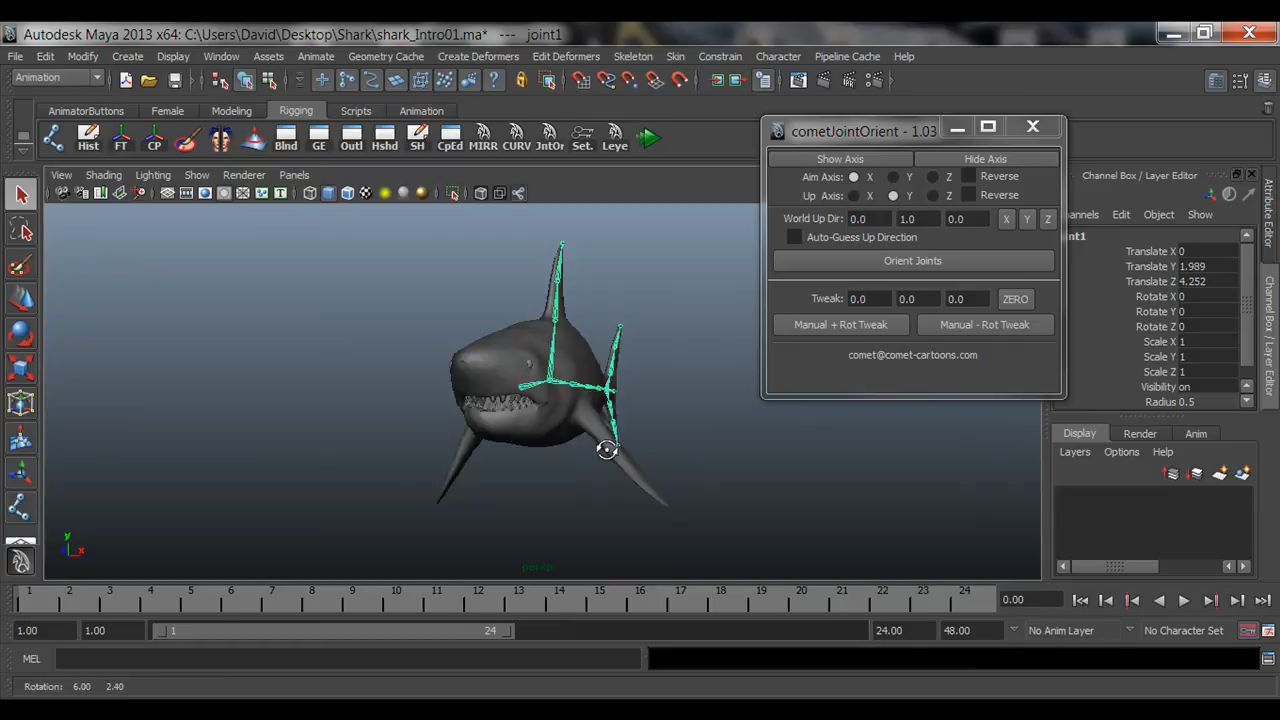 Autodesk Maya 2013 x64: C:\Users\David\Desktop\Shark\shark_Intro01.ma* --- joint1
File Edit Modify Create Display Window Assets Animate Geometry Cache Create Deformers Edit Deformers Skeleton Skin Constrain Character Pipeline Cache Help
Animation
AnimatorButtons Female Modeling Rigging Scripts Animation
Hist FT CP Blnd GE Outl Hshd SH CpEd MIRR CURV JntOr Set. Leye
View Shading Lighting Show Renderer Panels
cometJointOrient - 1.03
Show Axis Hide Axis
Aim Axis: X Y Z Reverse
Up Axis: X Y Z Reverse
World Up Dir: 0.0 1.0 0.0 X Y Z
Auto-Guess Up Direction
Orient Joints
Tweak: 0.0 0.0 0.0 ZERO
Manual + Rot Tweak Manual - Rot Tweak
comet@comet-cartoons.com
Channel Box / Layer Editor
Edit Object Show
Translate X 0
Translate Y 1.989
Translate Z 4.252
Rotate X 0
Rotate Y 0
Rotate Z 0
Scale X 1
Scale Y 1
Scale Z 1
Visibility on
Radius 0.5
Attribute Editor
Channel Box / Layer Editor
Display Render Anim
Layers Options Help
y
x
persp
1 2 3 4 5 6 7 8 9 10 11 12 13 14 15 16 17 18 19 20 21 22 23 24
0.00
1.00 1.00 1 24 24.00 48.00 No Anim Layer No Character Set
MEL
Rotation: 6.00 2.40